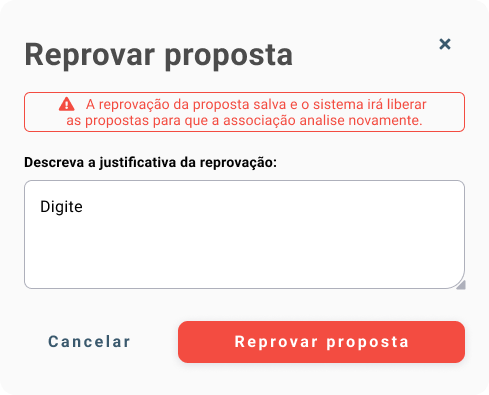 Reprovar proposta
A reprovação da proposta salva e o sistema irá liberar
as propostas para que a associação analise novamente.
Descreva a justificativa da reprovação:
Digite
Cancelar
Reprovar proposta